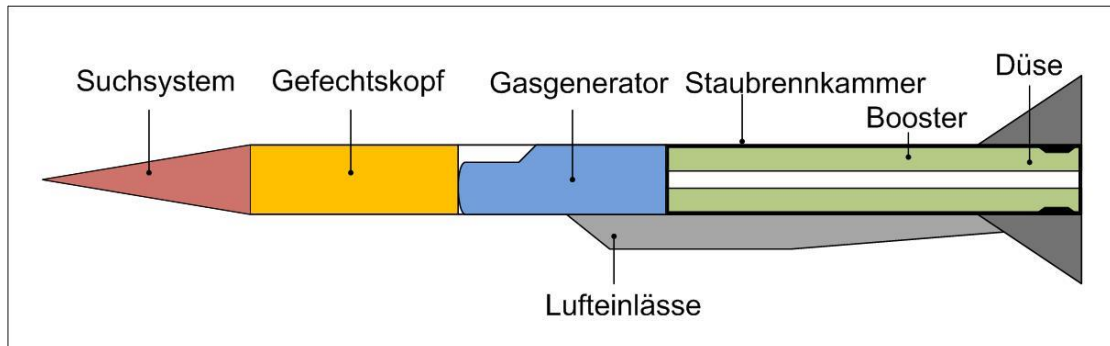 Suchsystem
Gefechtskopf
Gasgenerator
Staubrennkammer
Booster
Düse
Lufteinlässe